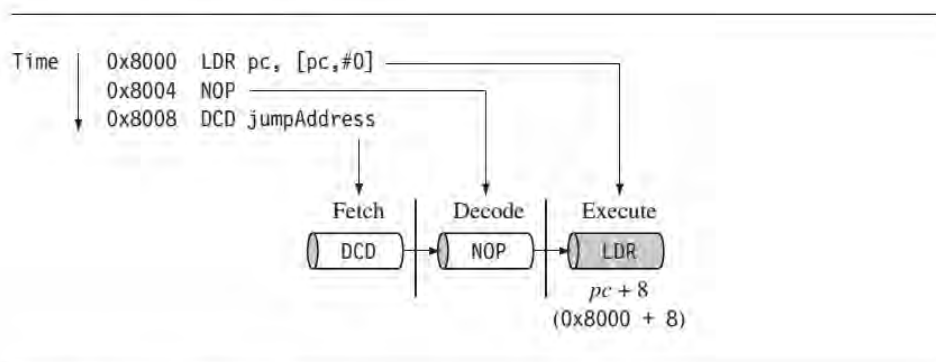 Time 0x8000 LDR pc, [pc,#0]
0x8004 NOP
0x8008 DCD jumpAddress
Fetch Decode Execute
DCD NOP LDR
pc + 8
(0x8000 + 8)